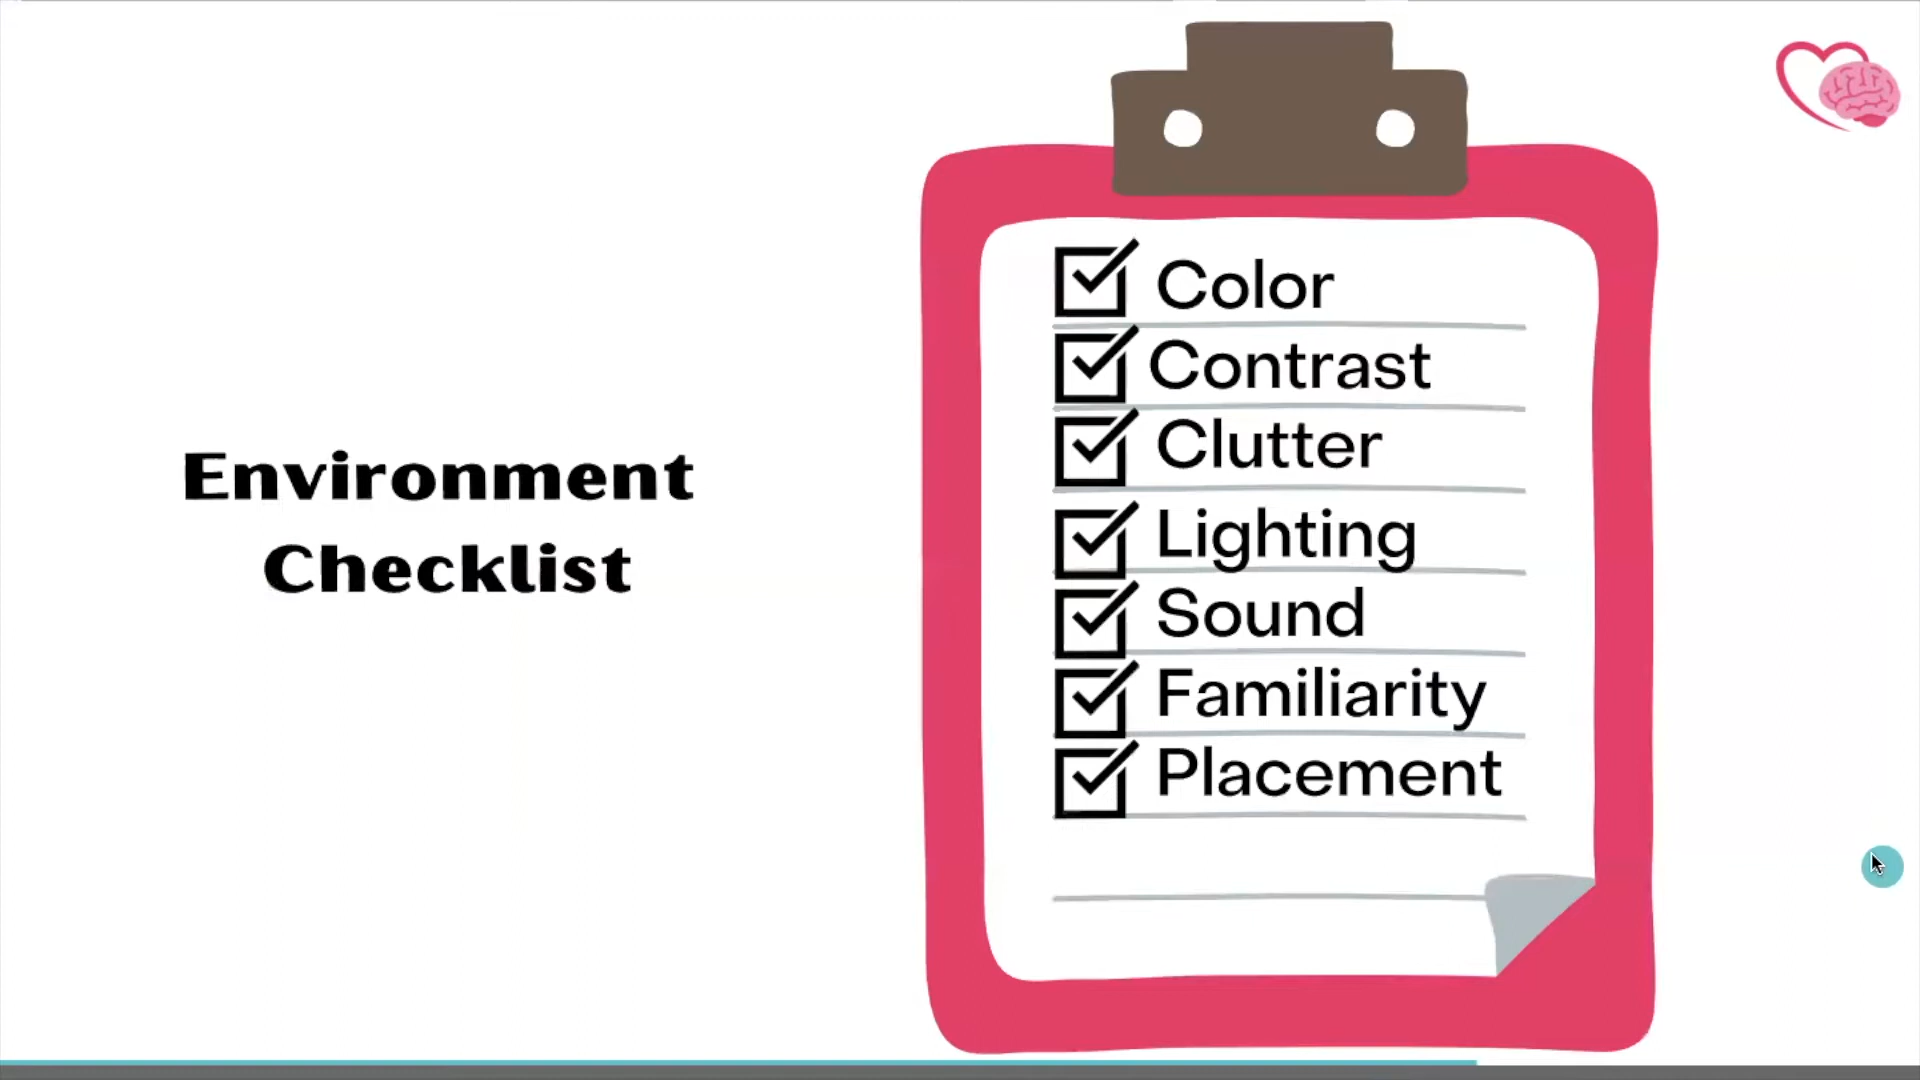 Environment
Checklist
Color
Contrast
Clutter
Lighting
Sound
Familiarity
Placement